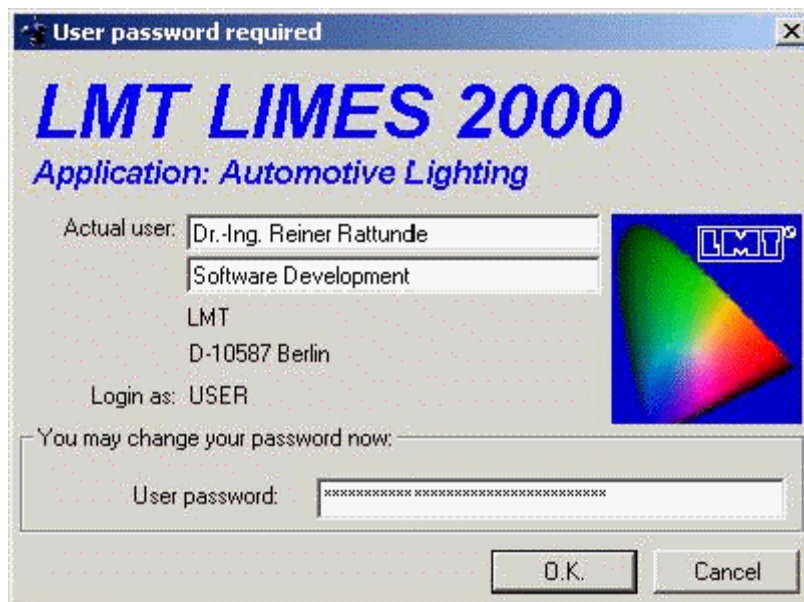 User password required
LMT LIMES 2000
Application: Automotive Lighting
Actual user: Dr.-Ing. Reiner Rattunde
Software Development
LMT
D-10587 Berlin
LMT
Login as: USER
You may change your password now:
User password: ***********************************
O.K. Cancel